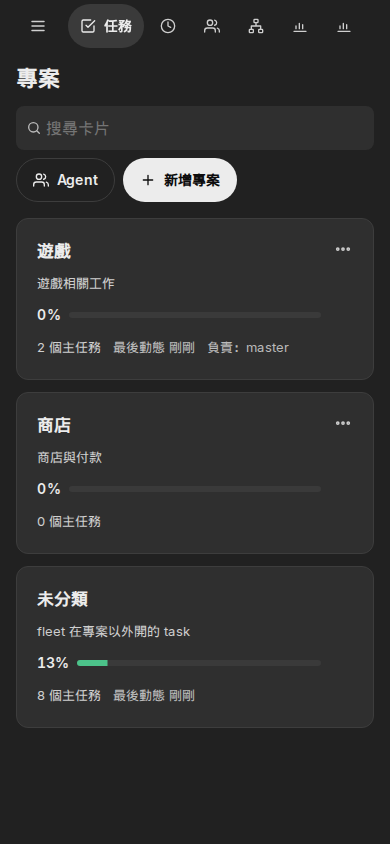 任務
專案
搜尋卡片
Agent
新增專案
遊戲
遊戲相關工作
0%
2 個主任務 最後動態 剛剛 負責：master
商店
商店與付款
0%
0 個主任務
未分類
fleet 在專案以外開的 task
13%
8 個主任務 最後動態 剛剛